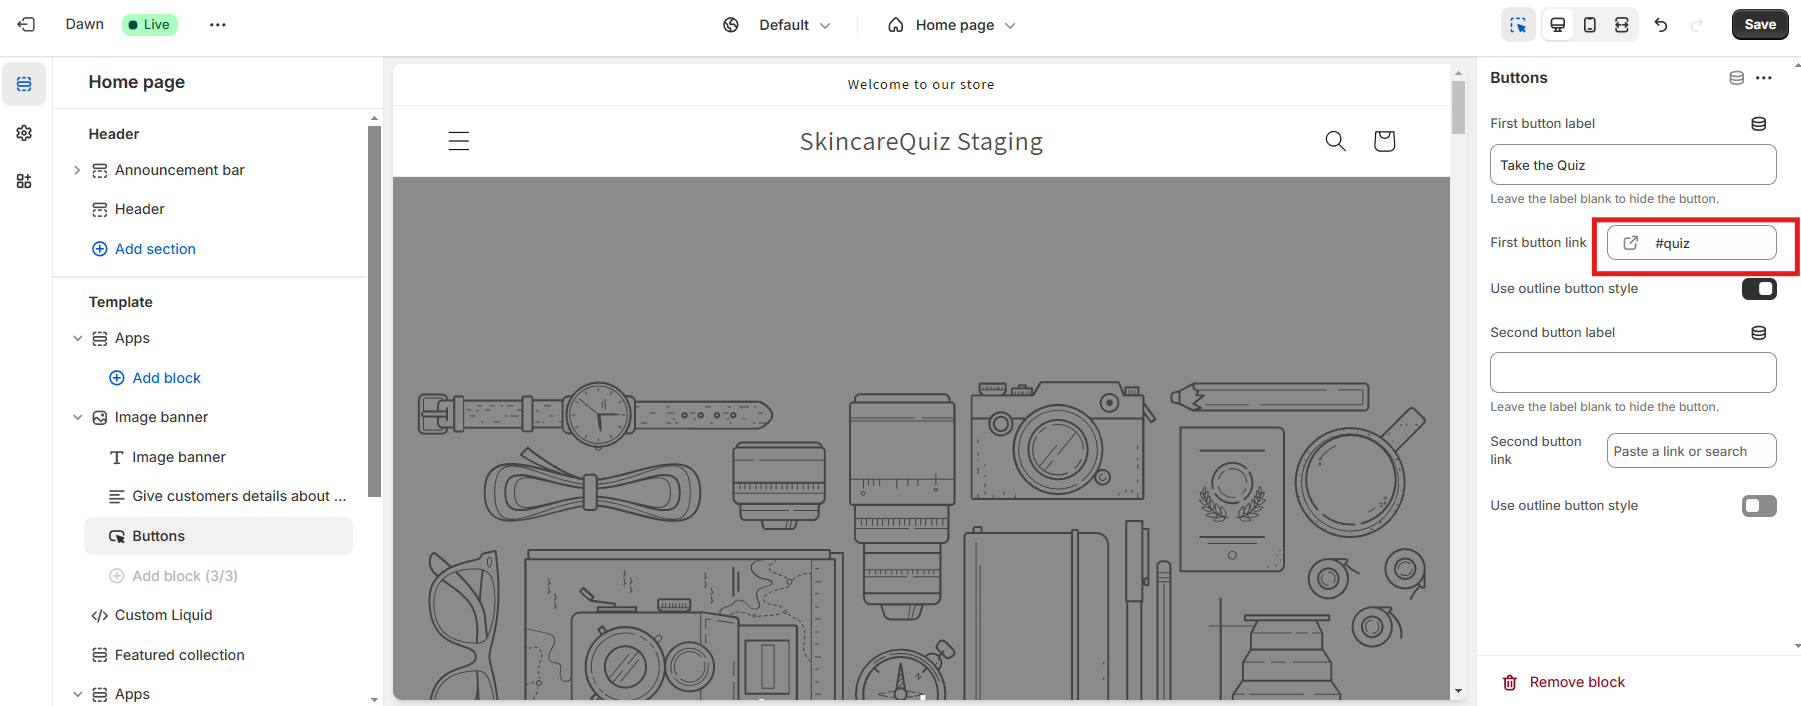 Dawn
Live
Default
Home page
Save
Home page
Header
Announcement bar
Header
Add section
Template
Apps
Add block
Image banner
Image banner
Give customers details about ...
Buttons
Add block (3/3)
Custom Liquid
Featured collection
Apps
Welcome to our store
SkincareQuiz Staging
Buttons
First button label
Take the Quiz
Leave the label blank to hide the button.
First button link
#quiz
Use outline button style
Second button label
Leave the label blank to hide the button.
Second button
link
Paste a link or search
Use outline button style
Remove block